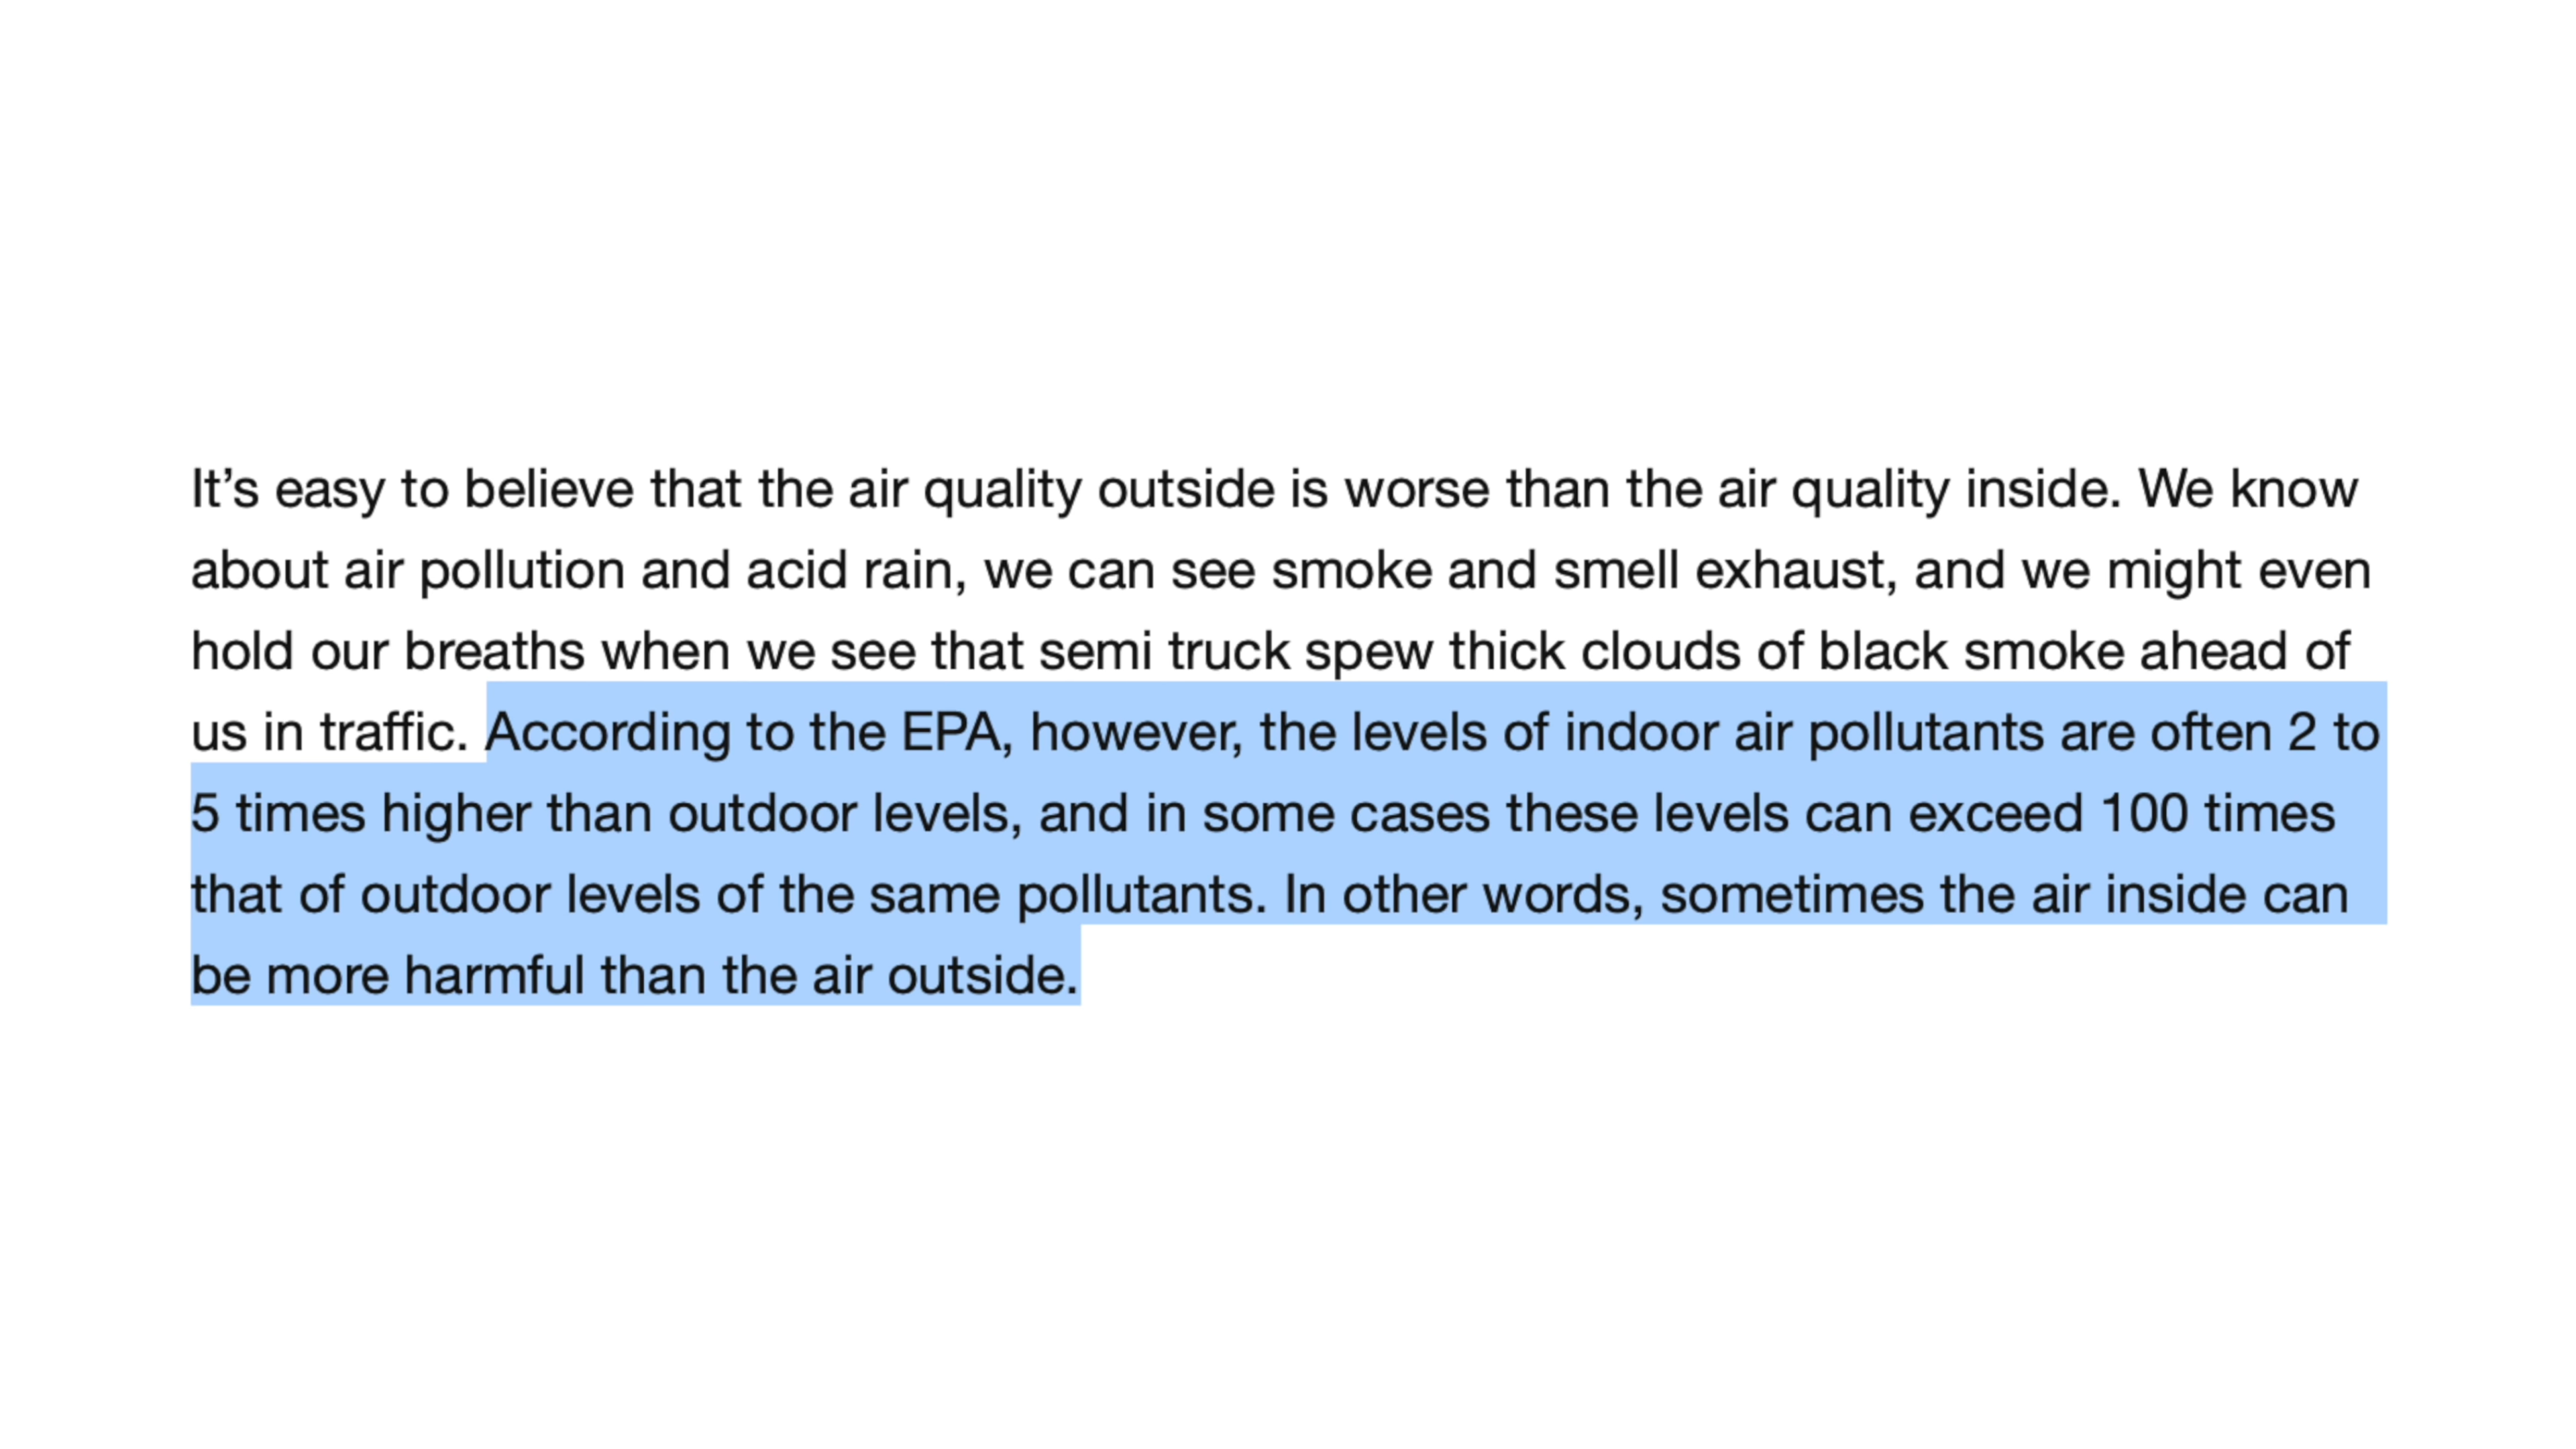 It’s easy to believe that the air quality outside is worse than the air quality inside. We know
about air pollution and acid rain, we can see smoke and smell exhaust, and we might even
hold our breaths when we see that semi truck spew thick clouds of black smoke ahead of
us in traffic. According to the EPA, however, the levels of indoor air pollutants are often 2 to
5 times higher than outdoor levels, and in some cases these levels can exceed 100 times
that of outdoor levels of the same pollutants. In other words, sometimes the air inside can
be more harmful than the air outside.